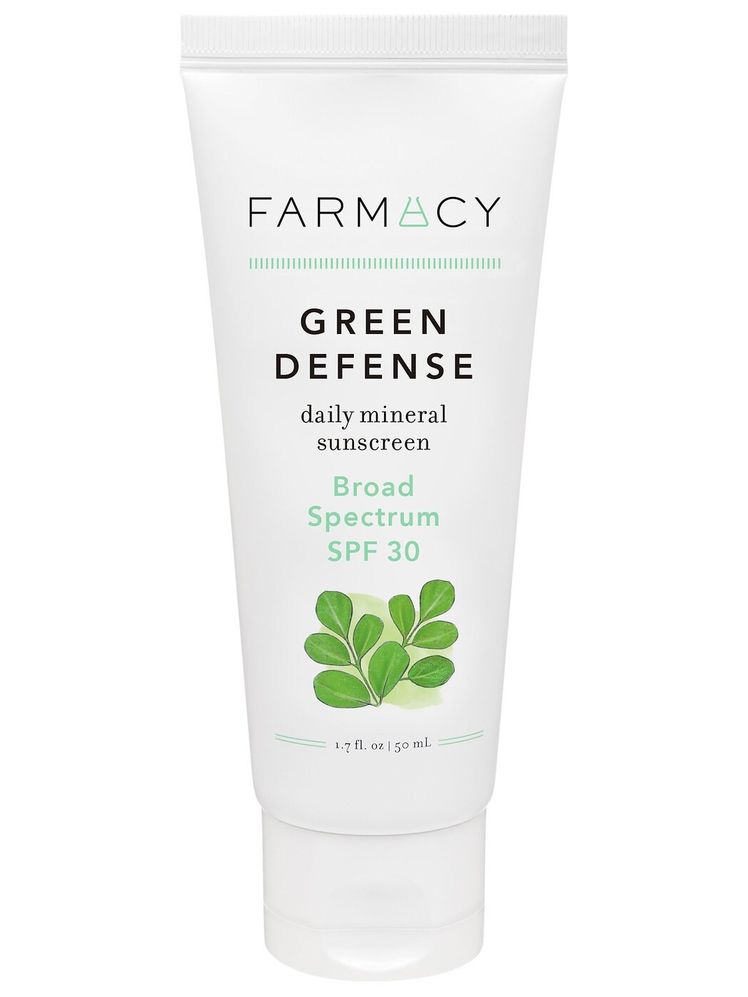 FARMACY
GREEN
DEFENSE
daily mineral
sunscreen
Broad
Spectrum
SPF 30
1.7 fl. oz | 50 mL